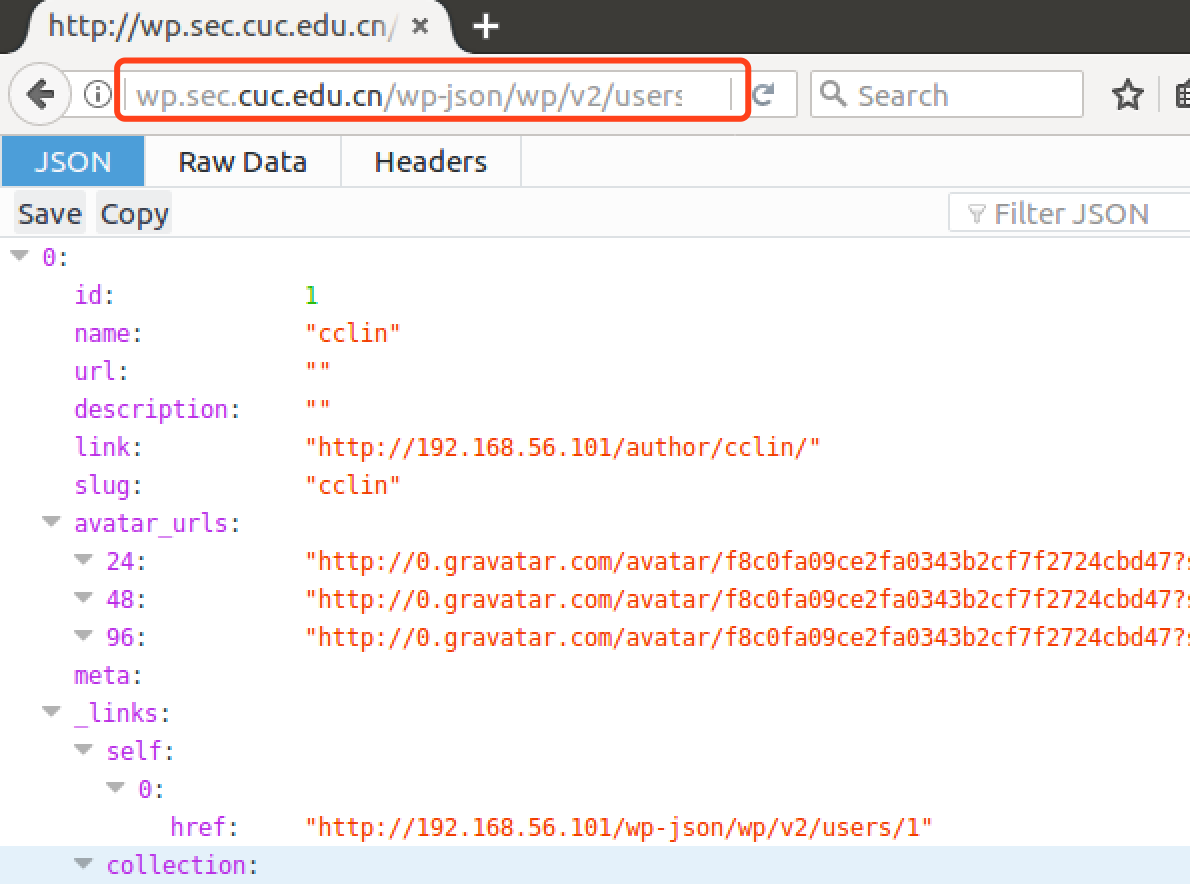 http://wp.sec.cuc.edu.cn/
wp.sec.cuc.edu.cn/wp-json/wp/v2/users
Search
JSON Raw Data Headers
Save Copy Filter JSON
0:
id: 1
name: "cclin"
url: ""
description: ""
link: "http://192.168.56.101/author/cclin/"
slug: "cclin"
avatar_urls:
24: "http://0.gravatar.com/avatar/f8c0fa09ce2fa0343b2cf7f2724cbd47?s
48: "http://0.gravatar.com/avatar/f8c0fa09ce2fa0343b2cf7f2724cbd47?s
96: "http://0.gravatar.com/avatar/f8c0fa09ce2fa0343b2cf7f2724cbd47?s
meta:
_links:
self:
0:
href: "http://192.168.56.101/wp-json/wp/v2/users/1"
collection: